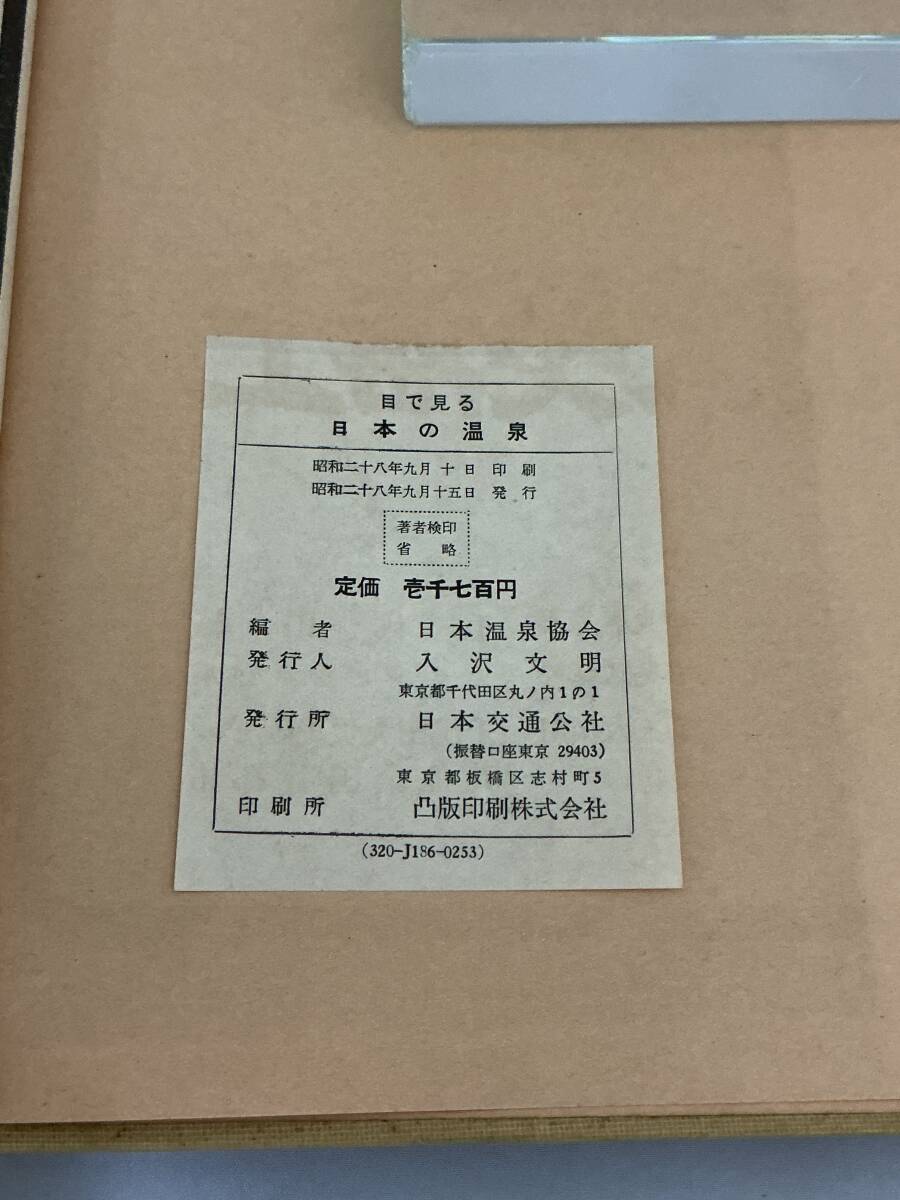 目で見る
日本の温泉
昭和二十八年九月十日 印刷
昭和二十八年九月十五日 発行
著者検印
省略
定価 壱千七百円
編者 日本温泉協会
発行人 入沢文明
東京都千代田区丸ノ内1の1
発行所 日本交通公社
(振替口座東京 29403)
東京都板橋区志村町5
印刷所 凸版印刷株式会社
(320-J186-0253)